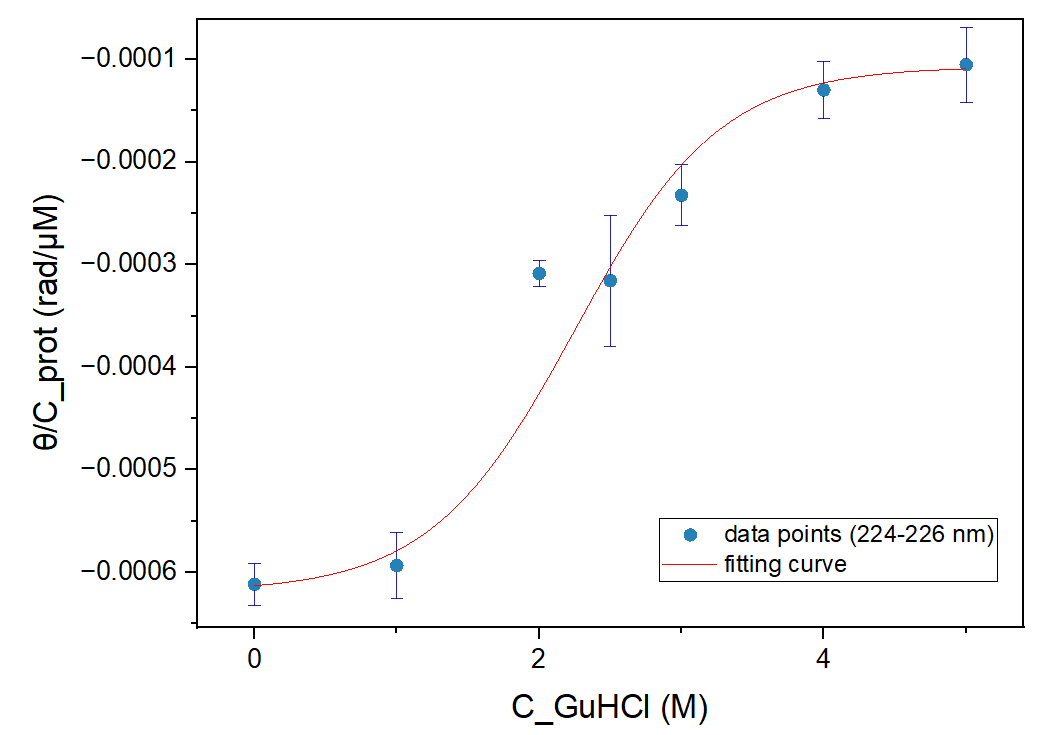 −0.0001
−0.0002
−0.0003
−0.0004
−0.0005
−0.0006
θ/C_prot (rad/μM)
data points (224-226 nm)
fitting curve
0 2 4
C_GuHCl (M)